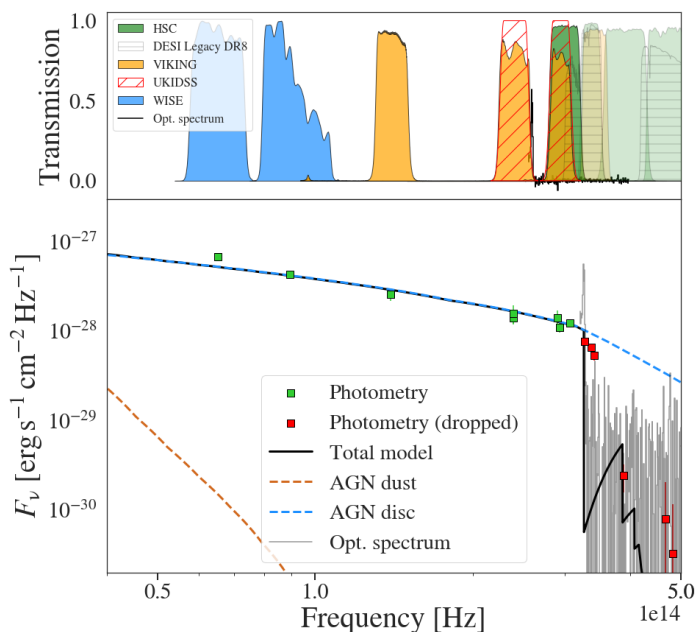 Transmission
1.0
0.5
0.0
HSC
DESI Legacy DR8
VIKING
UKIDSS
WISE
Opt. spectrum
F_ν [erg s⁻¹ cm⁻² Hz⁻¹]
10⁻²⁷
10⁻²⁸
10⁻²⁹
10⁻³⁰
Photometry
Photometry (dropped)
Total model
AGN dust
AGN disc
Opt. spectrum
0.5
1.0
5.0
1e14
Frequency [Hz]